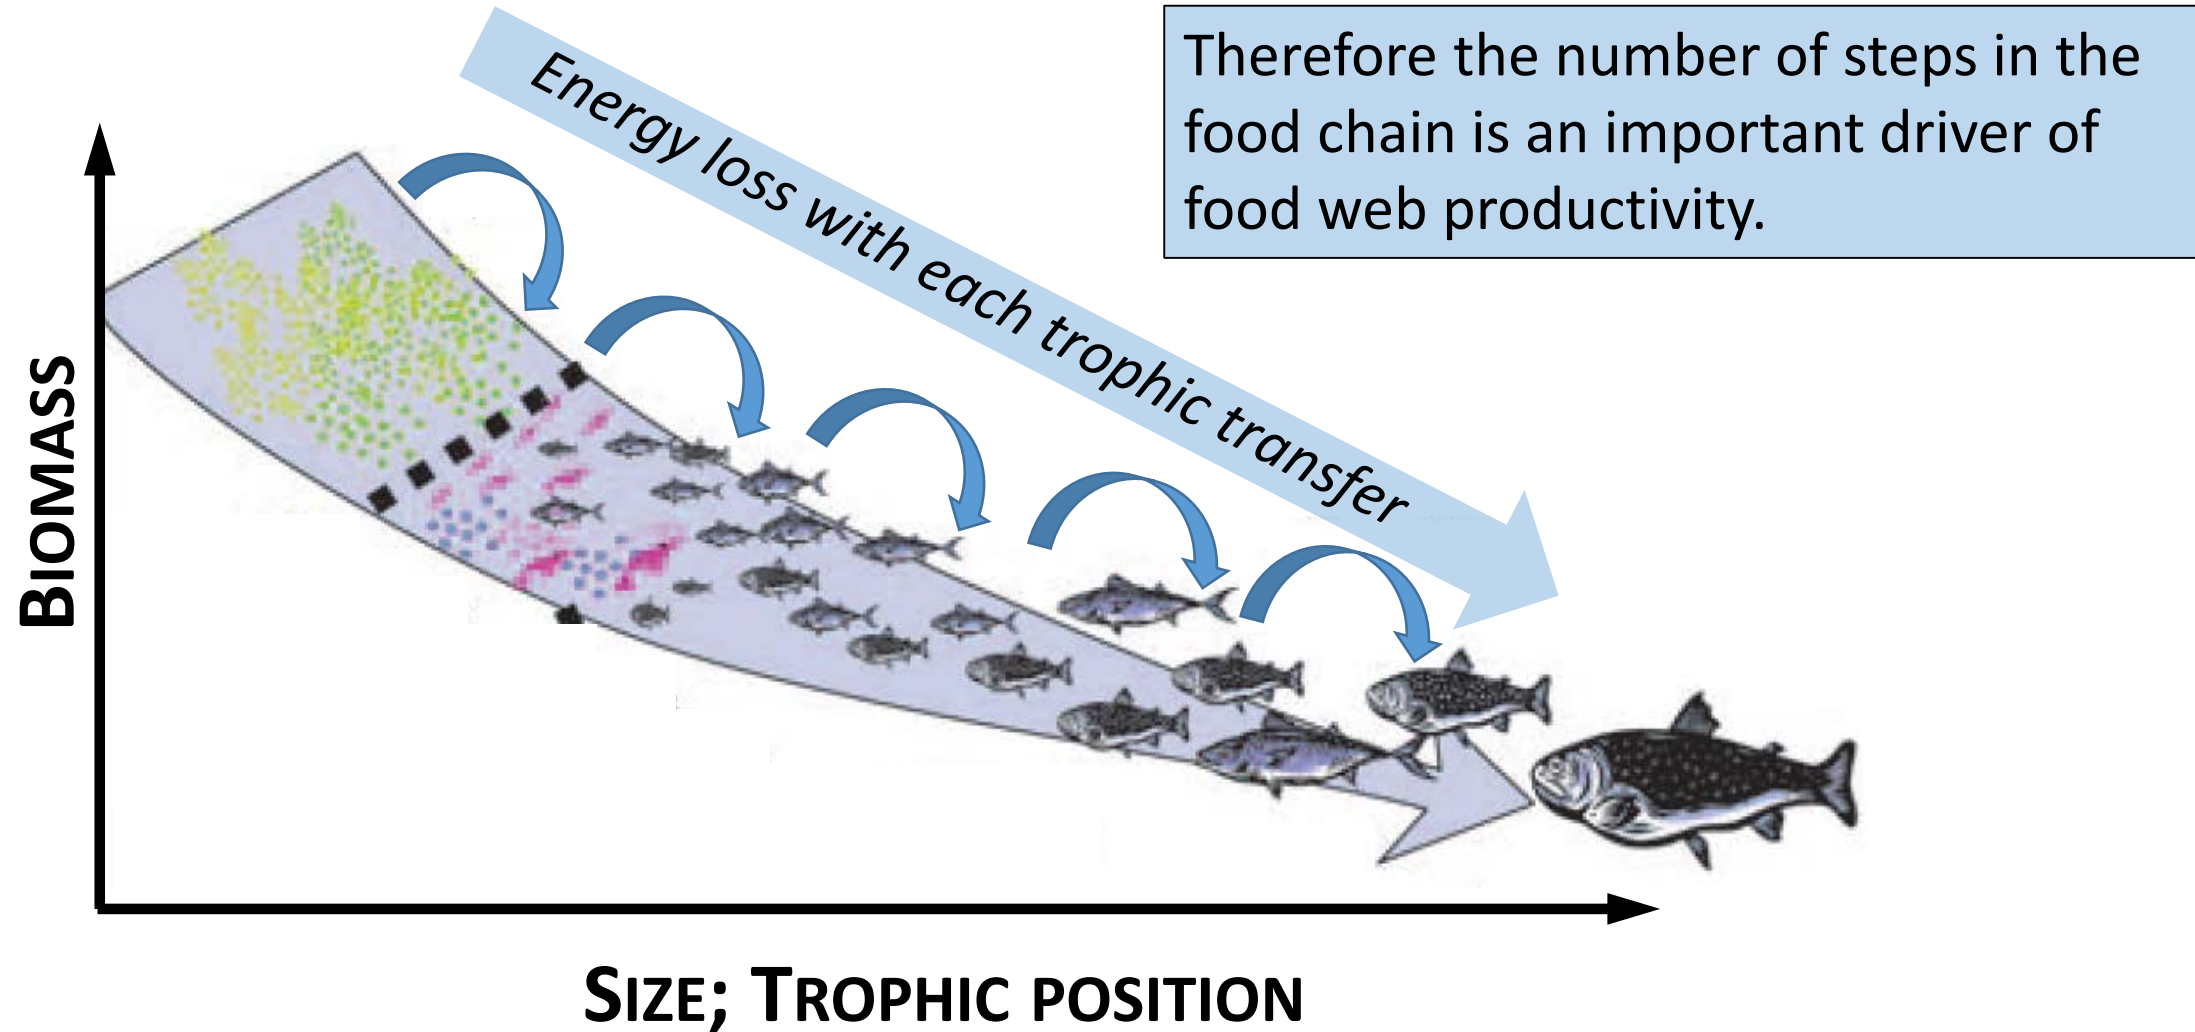 Therefore the number of steps in the
food chain is an important driver of
food web productivity.
Energy loss with each trophic transfer
BIOMASS
SIZE; TROPHIC POSITION